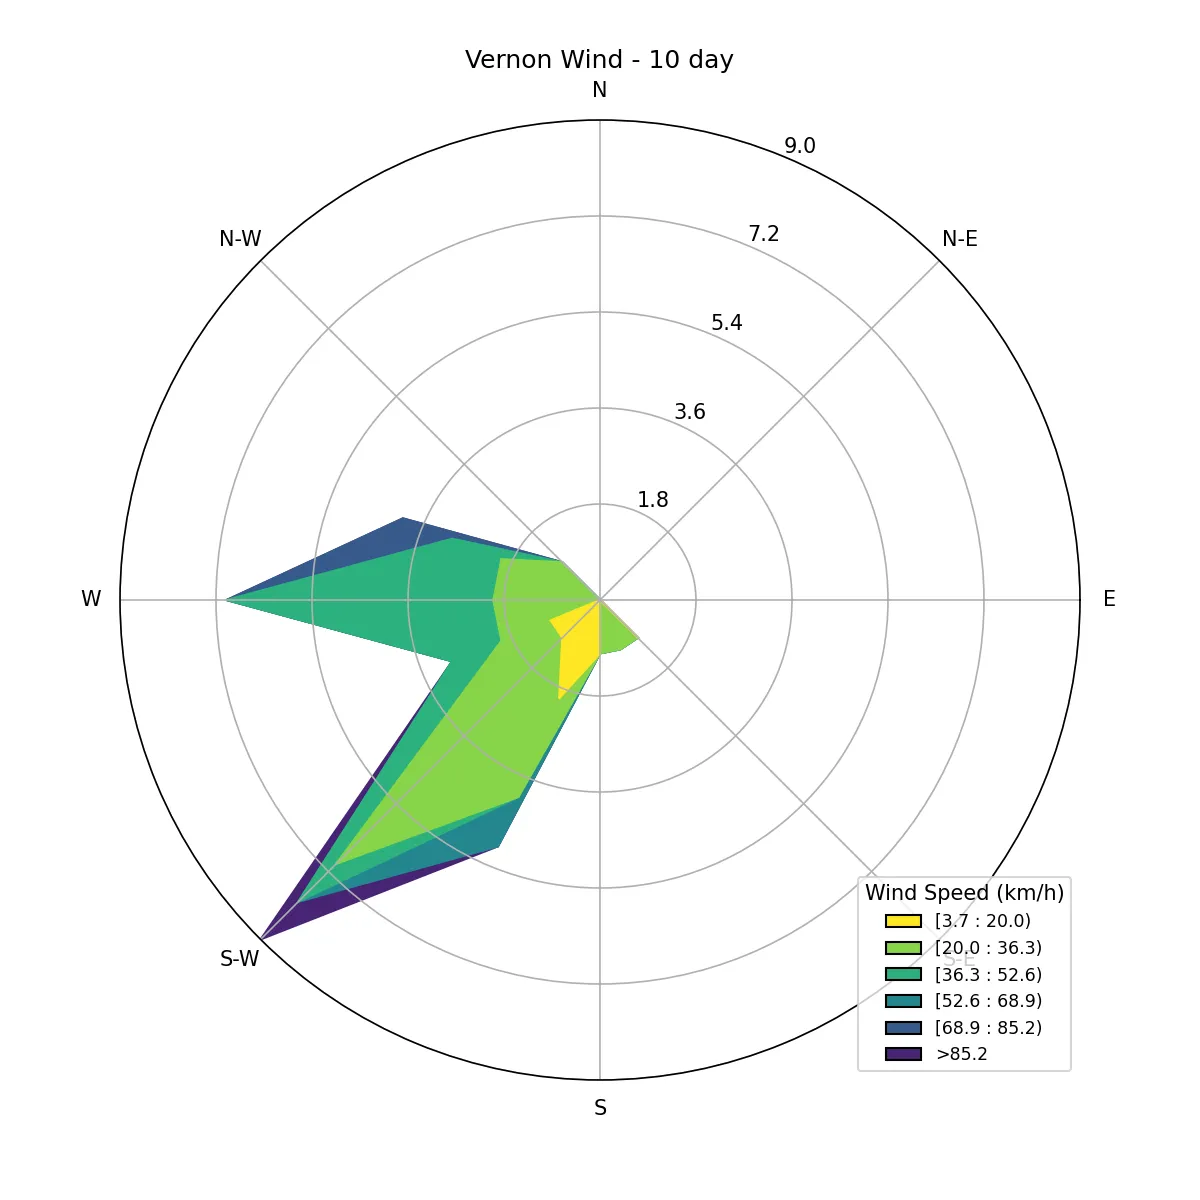 Vernon Wind - 10 day
N
9.0
N-W
N-E
7.2
5.4
3.6
1.8
W
E
Wind Speed (km/h)
[3.7 : 20.0)
[20.0 : 36.3)
S-W
S-E
[36.3 : 52.6)
[52.6 : 68.9)
[68.9 : 85.2)
>85.2
S